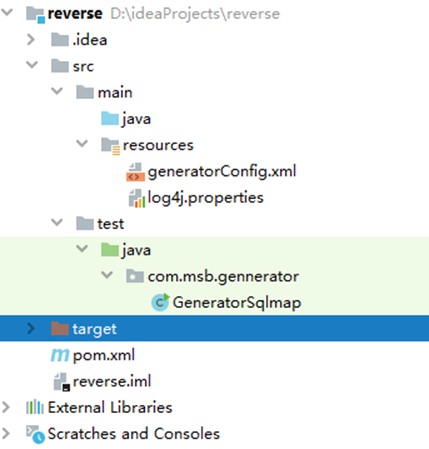 reverse D:\ideaProjects\reverse
.idea
src
main
java
resources
generatorConfig.xml
log4j.properties
test
java
com.msb.gennerator
GeneratorSqlmap
target
pom.xml
reverse.iml
External Libraries
Scratches and Consoles